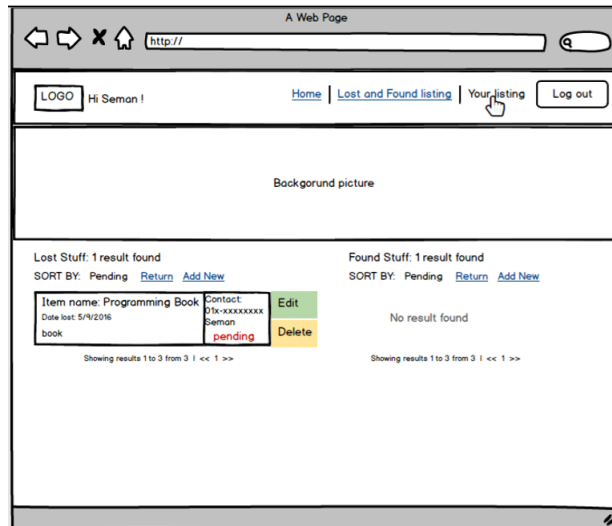 A Web Page
http://
LOGO Hi Seman ! Home Lost and Found listing Your listing Log out
Backgorund picture
Lost Stuff: 1 result found
SORT BY: Pending Return Add New
Item name: Programming Book
Date lost: 5/9/2016
book
Contact:
01x-xxxxxxxx
Seman
pending
Edit
Delete
Showing results 1 to 3 from 3 | << 1 >>
Found Stuff: 1 result found
SORT BY: Pending Return Add New
No result found
Showing results 1 to 3 from 3 | << 1 >>